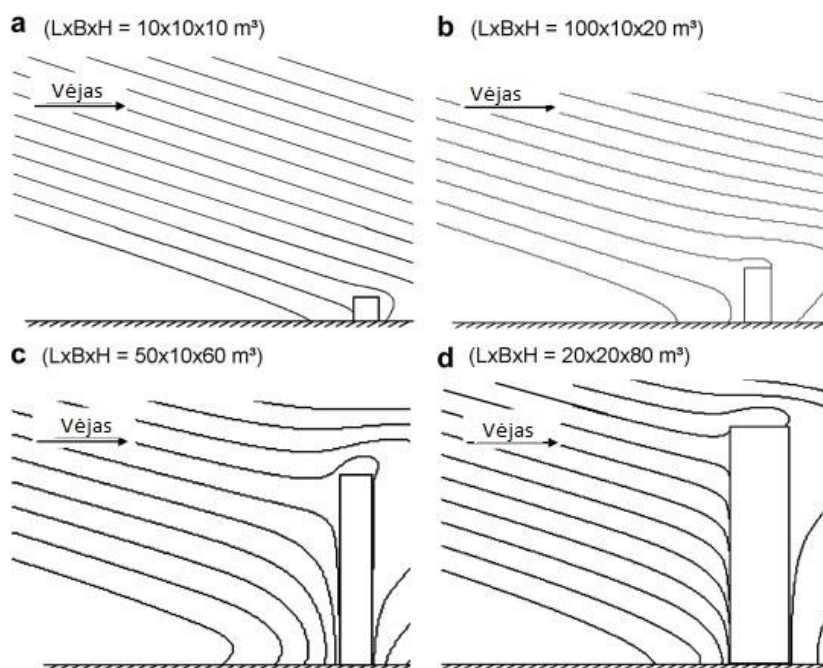 a (LxBxH = 10x10x10 m³)
Vėjas
b (LxBxH = 100x10x20 m³)
Vėjas
c (LxBxH = 50x10x60 m³)
Vėjas
d (LxBxH = 20x20x80 m³)
Vėjas